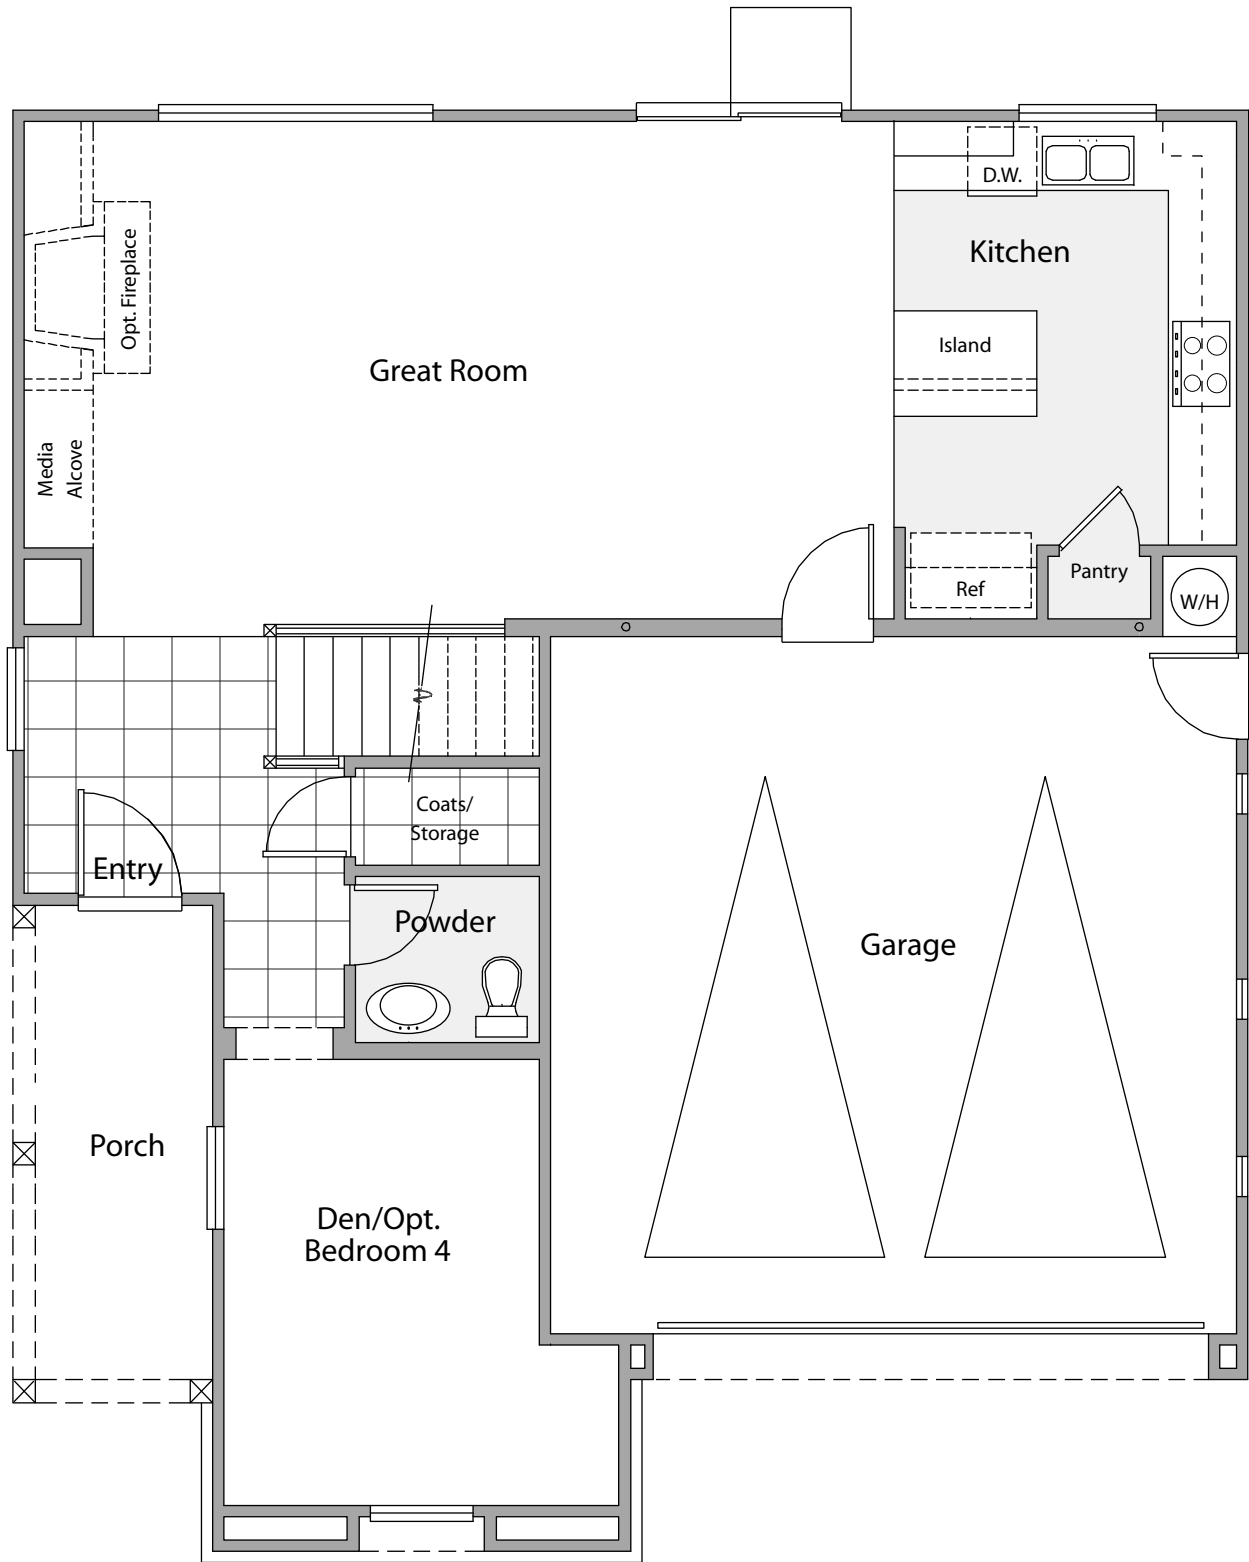 D.W.
Kitchen
Opt. Fireplace
Island
Great Room
Media
Alcove
Pantry
Ref
W/H
Coats/
Storage
Entry
Powder
Garage
Porch
Den/Opt.
Bedroom 4